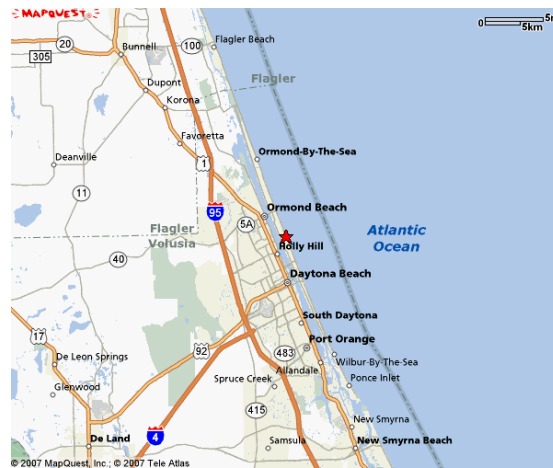 MAPQUEST
0 5mi
5km
20
Bunnell
100
Flagler Beach
305
Flagler
Dupont
Korona
Favoretta
Ormond-By-The-Sea
Deanville
1
11
95
Ormond Beach
5A
Flagler
Volusia
Atlantic
Ocean
Holly Hill
40
Daytona Beach
South Daytona
17
92
483
Port Orange
De Leon Springs
Wilbur-By-The-Sea
Allandale
Spruce Creek
Ponce Inlet
Glenwood
415
New Smyrna
4
De Land
Samsula
New Smyrna Beach
© 2007 MapQuest, Inc.; © 2007 Tele Atlas